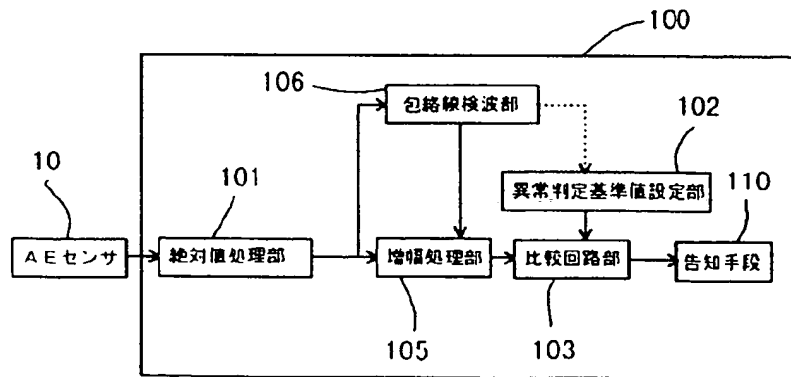 100
106
包絡線検波部
102
10
101
異常判定基準値設定部
110
AEセンサ
絶対値処理部
増幅処理部
比較回路部
告知手段
105
103